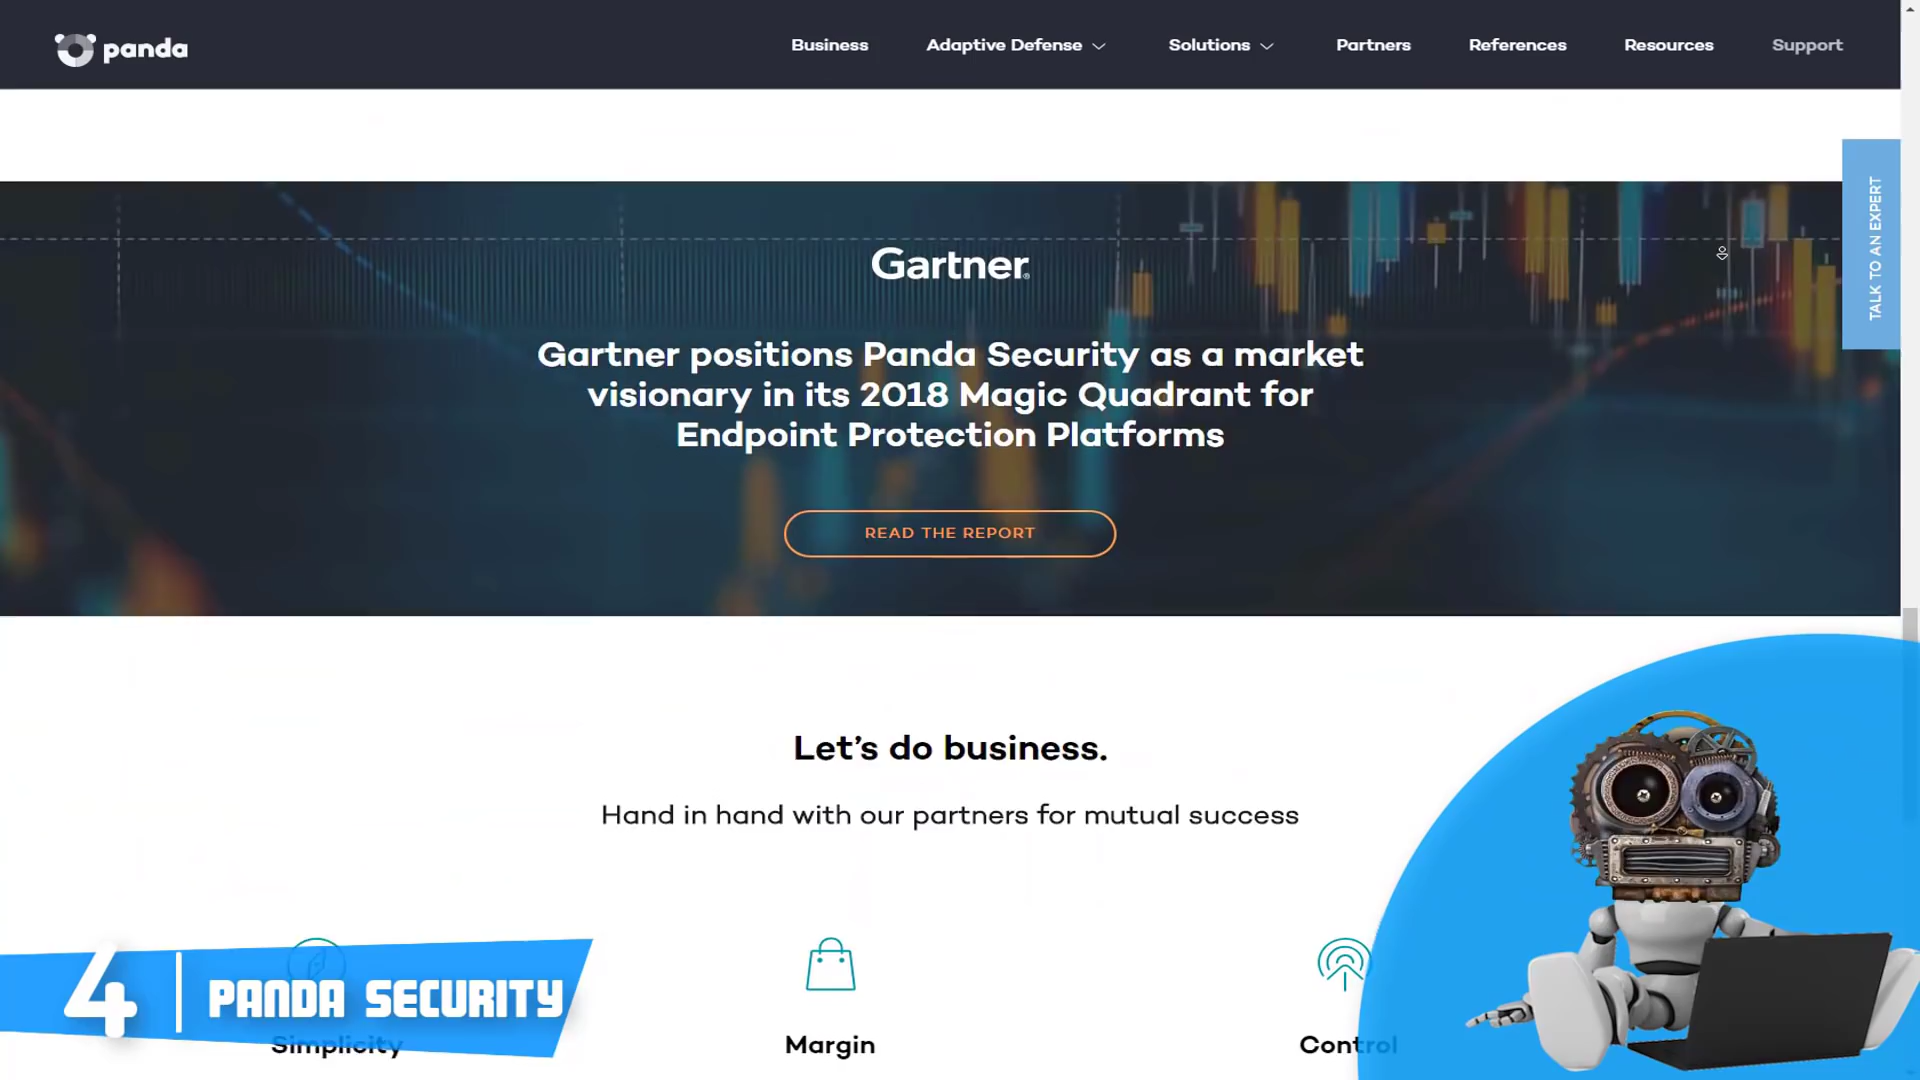 panda
Business
Adaptive Defense
Solutions
Partners
References
Resources
Support
TALK TO AN EXPERT
Gartner®
Gartner positions Panda Security as a market
visionary in its 2018 Magic Quadrant for
Endpoint Protection Platforms
READ THE REPORT
Let’s do business.
Hand in hand with our partners for mutual success
4 PANDA SECURITY
Simplicity
Margin
Control